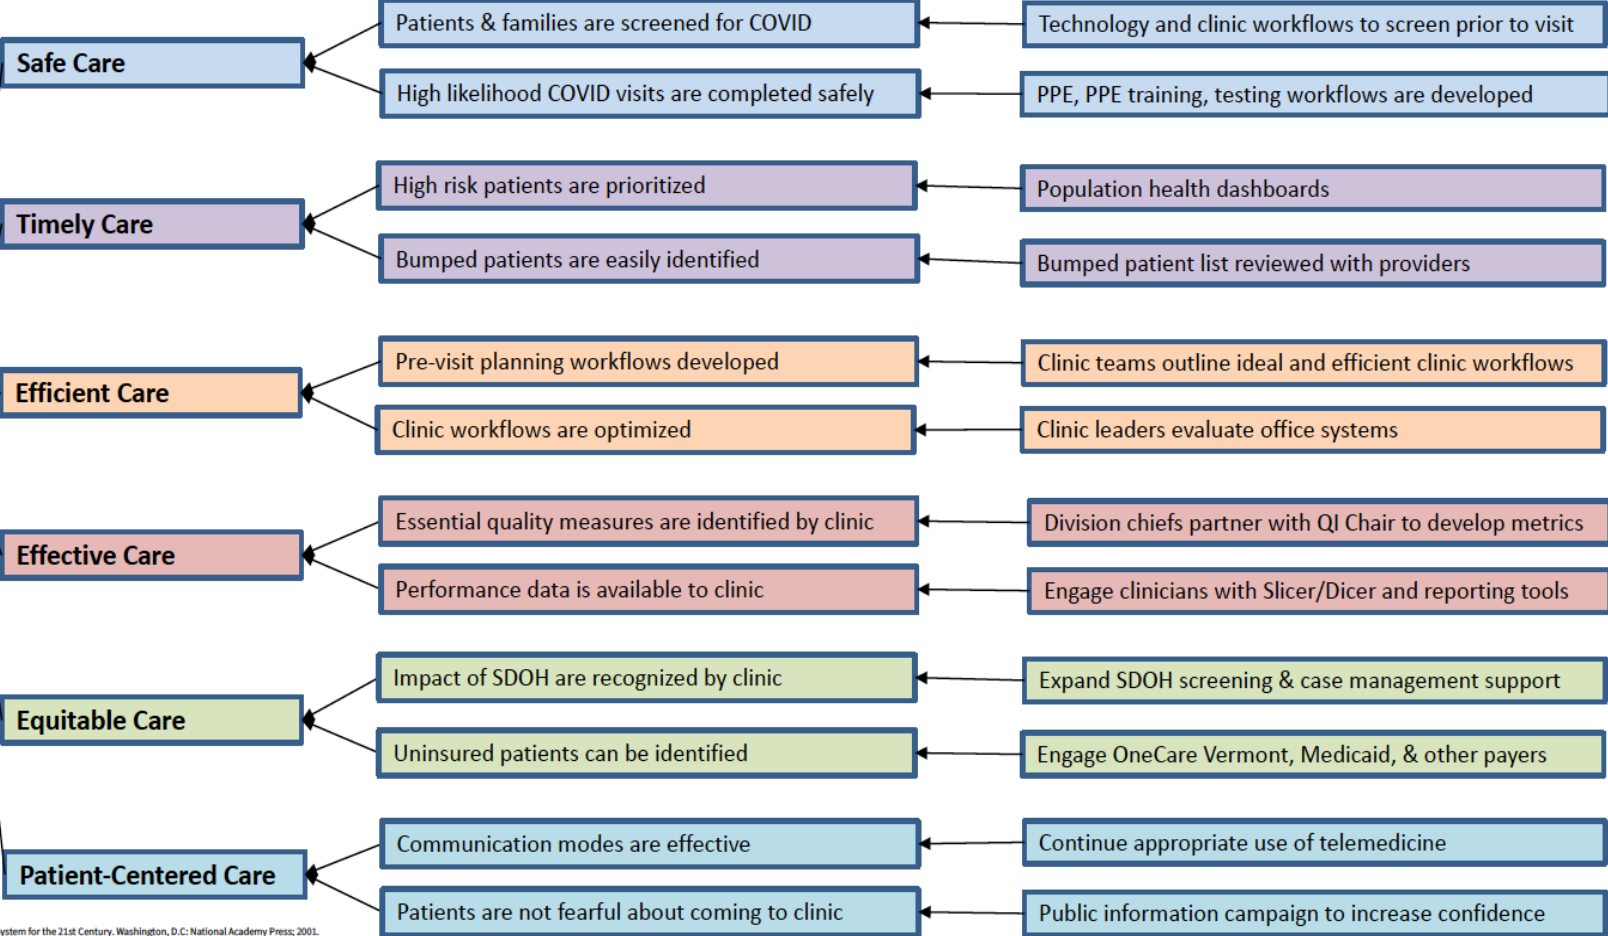 Safe Care
Patients & families are screened for COVID
Technology and clinic workflows to screen prior to visit
High likelihood COVID visits are completed safely
PPE, PPE training, testing workflows are developed
Timely Care
High risk patients are prioritized
Population health dashboards
Bumped patients are easily identified
Bumped patient list reviewed with providers
Efficient Care
Pre-visit planning workflows developed
Clinic teams outline ideal and efficient clinic workflows
Clinic workflows are optimized
Clinic leaders evaluate office systems
Effective Care
Essential quality measures are identified by clinic
Division chiefs partner with QI Chair to develop metrics
Performance data is available to clinic
Engage clinicians with Slicer/Dicer and reporting tools
Equitable Care
Impact of SDOH are recognized by clinic
Expand SDOH screening & case management support
Uninsured patients can be identified
Engage OneCare Vermont, Medicaid, & other payers
Patient-Centered Care
Communication modes are effective
Continue appropriate use of telemedicine
Patients are not fearful about coming to clinic
Public information campaign to increase confidence
ystem for the 21st Century. Washington, D.C: National Academy Press; 2001.